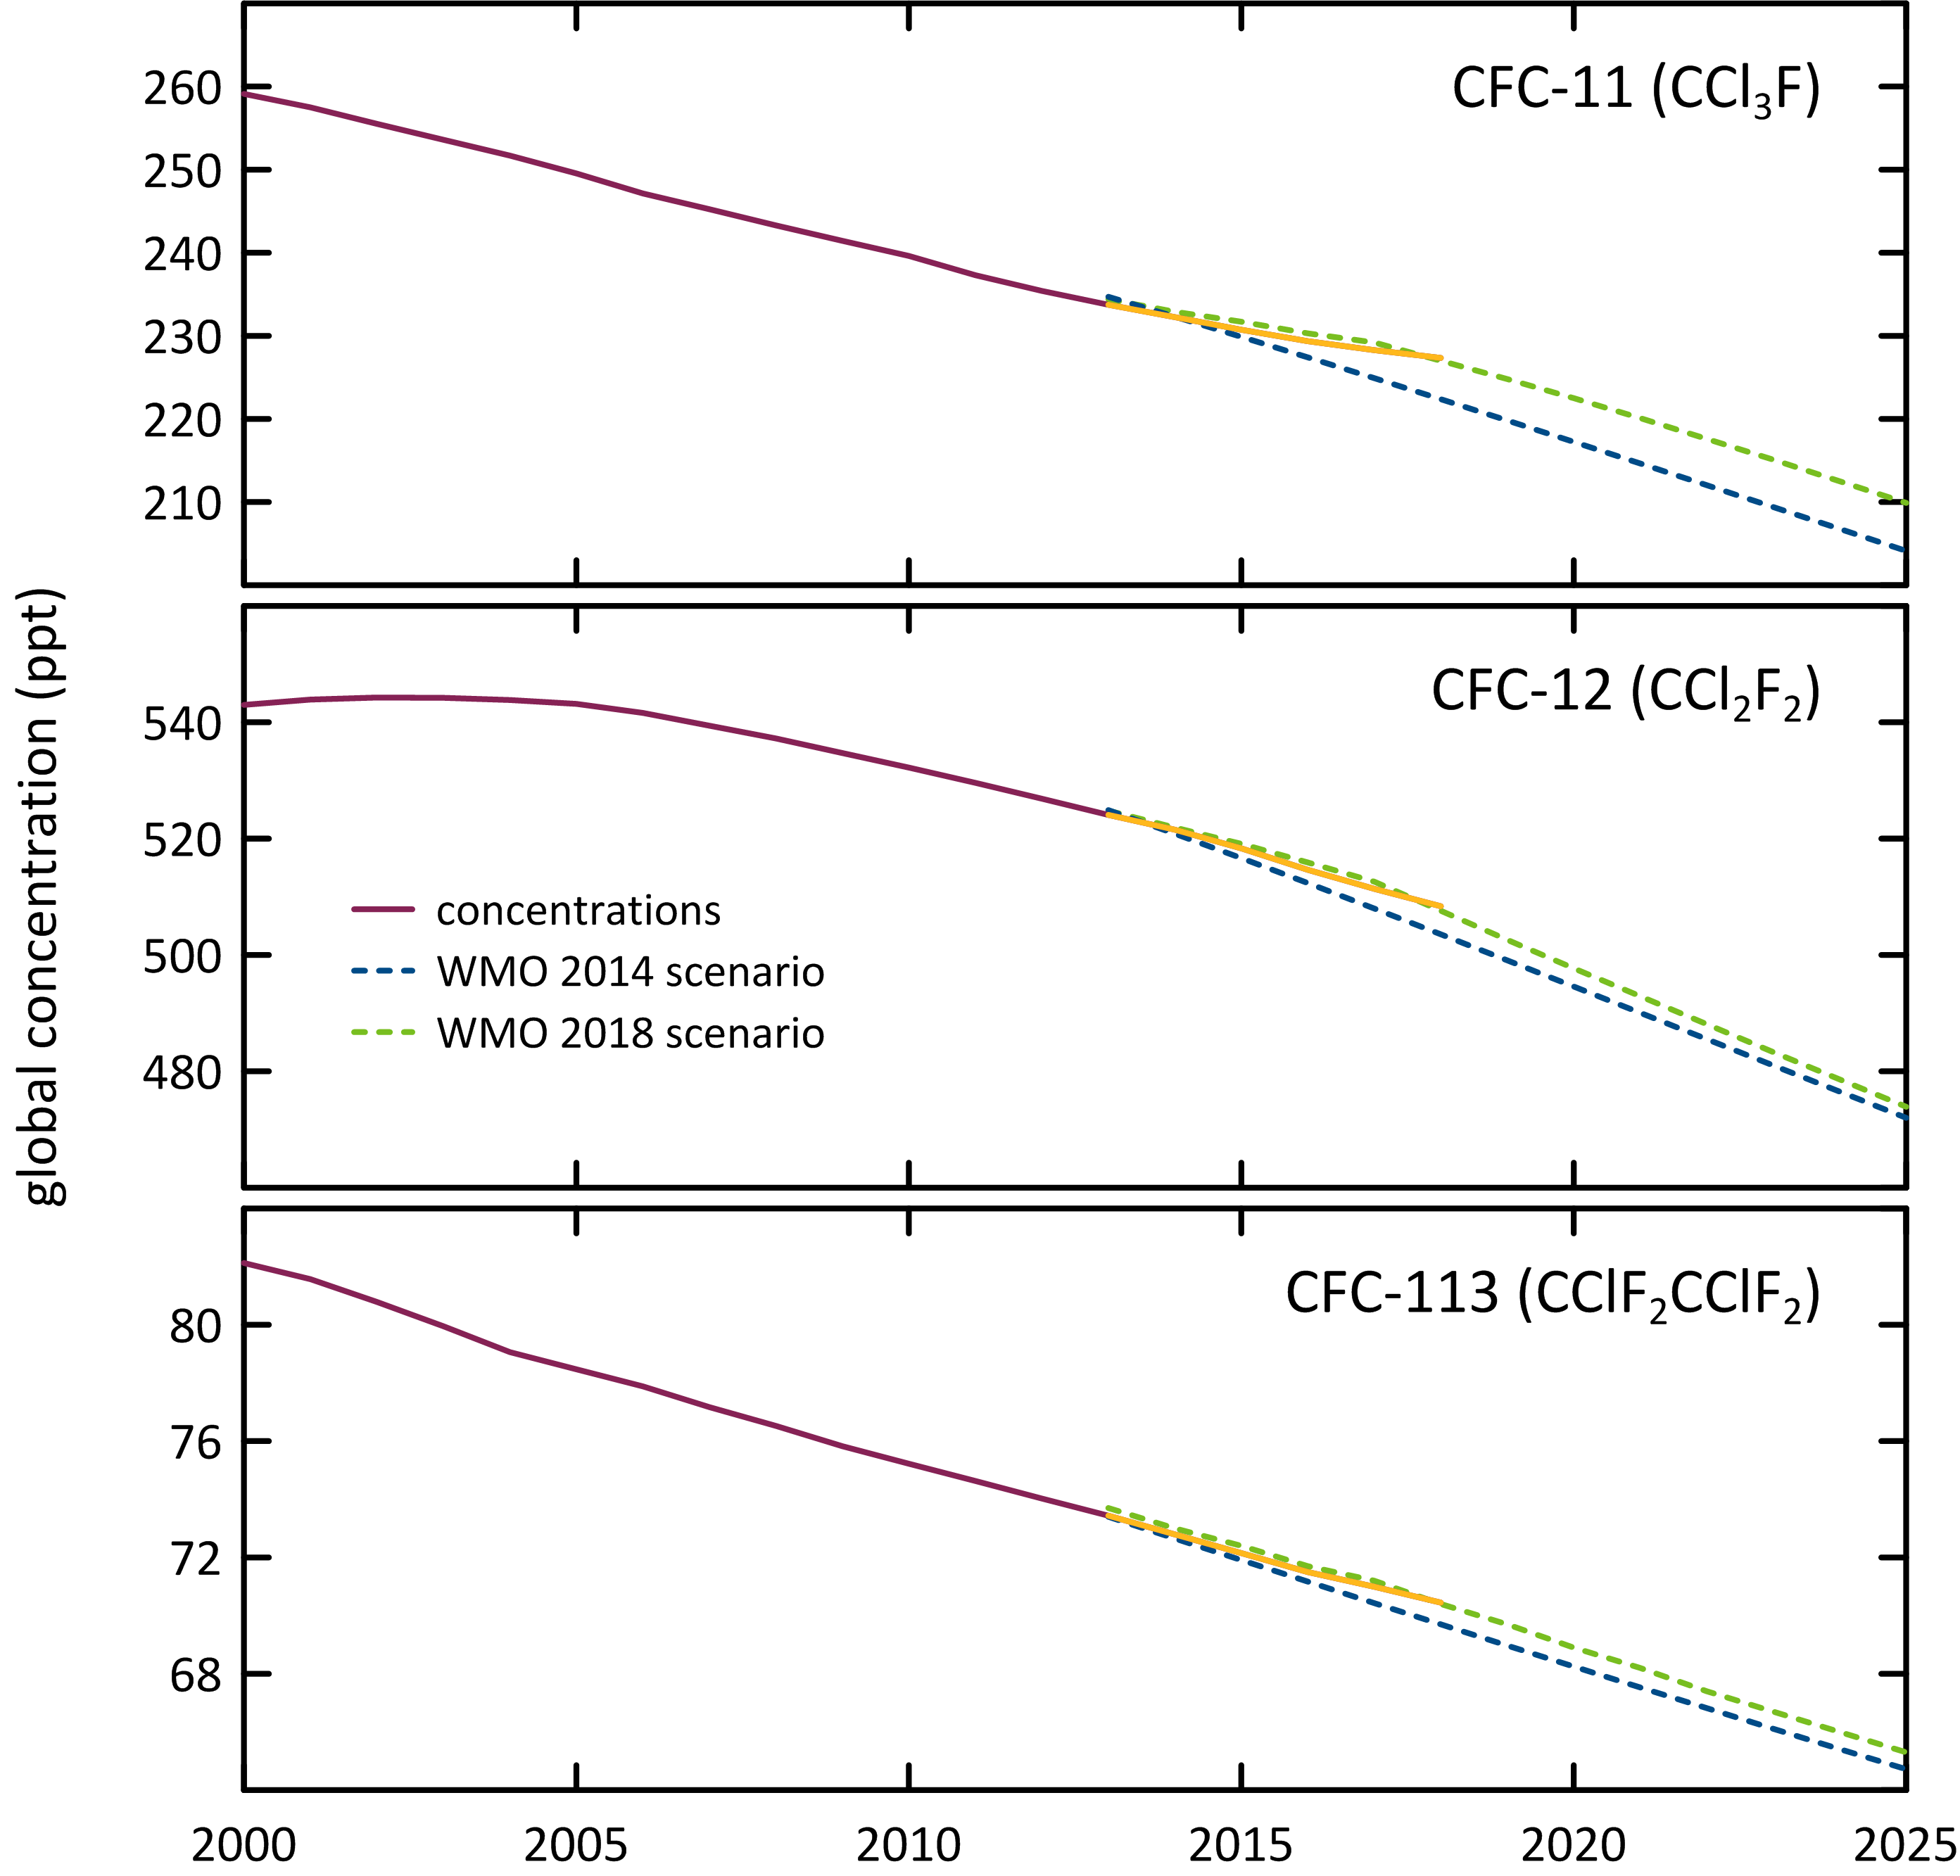 global concentration (ppt)
CFC-11 (CCl₃F)
260
250
240
230
220
210
CFC-12 (CCl₂F₂)
540
520
500
480
concentrations
WMO 2014 scenario
WMO 2018 scenario
CFC-113 (CClF₂CClF₂)
80
76
72
68
2000 2005 2010 2015 2020 2025